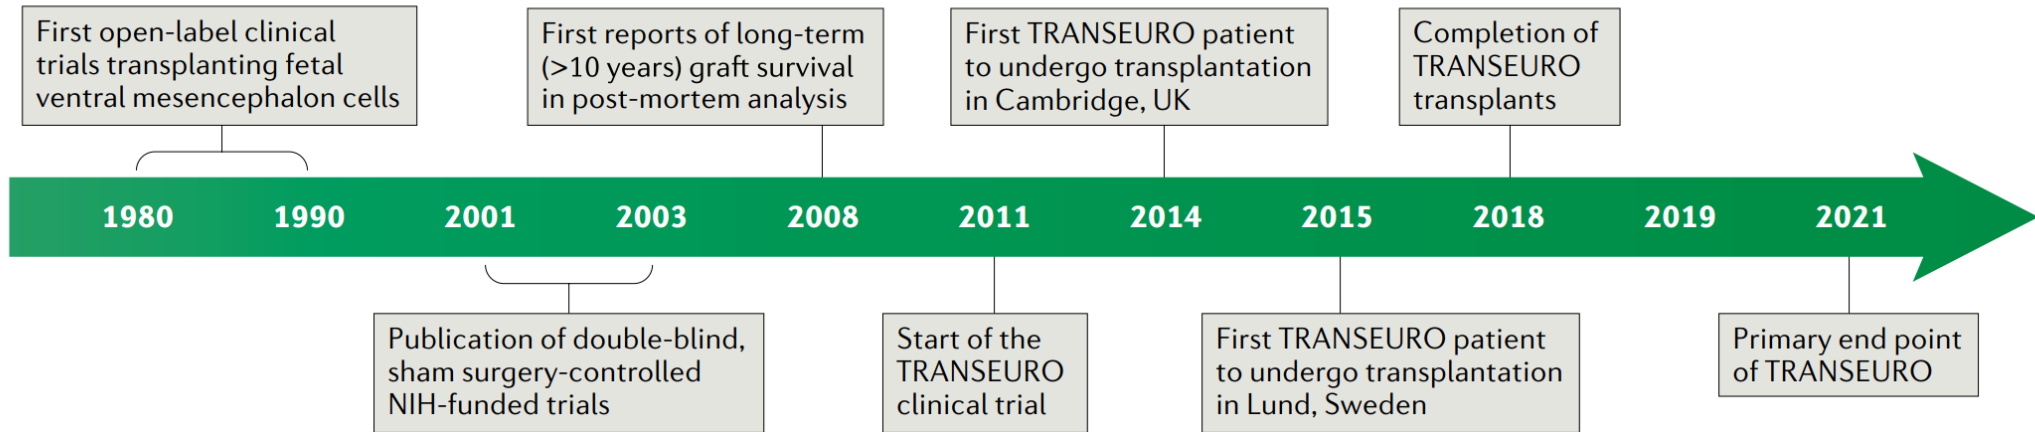 First open-label clinical
trials transplanting fetal
ventral mesencephalon cells
First reports of long-term
(>10 years) graft survival
in post-mortem analysis
First TRANSEURO patient
to undergo transplantation
in Cambridge, UK
Completion of
TRANSEURO
transplants
1980 1990 2001 2003 2008 2011 2014 2015 2018 2019 2021
Publication of double-blind,
sham surgery-controlled
NIH-funded trials
Start of the
TRANSEURO
clinical trial
First TRANSEURO patient
to undergo transplantation
in Lund, Sweden
Primary end point
of TRANSEURO